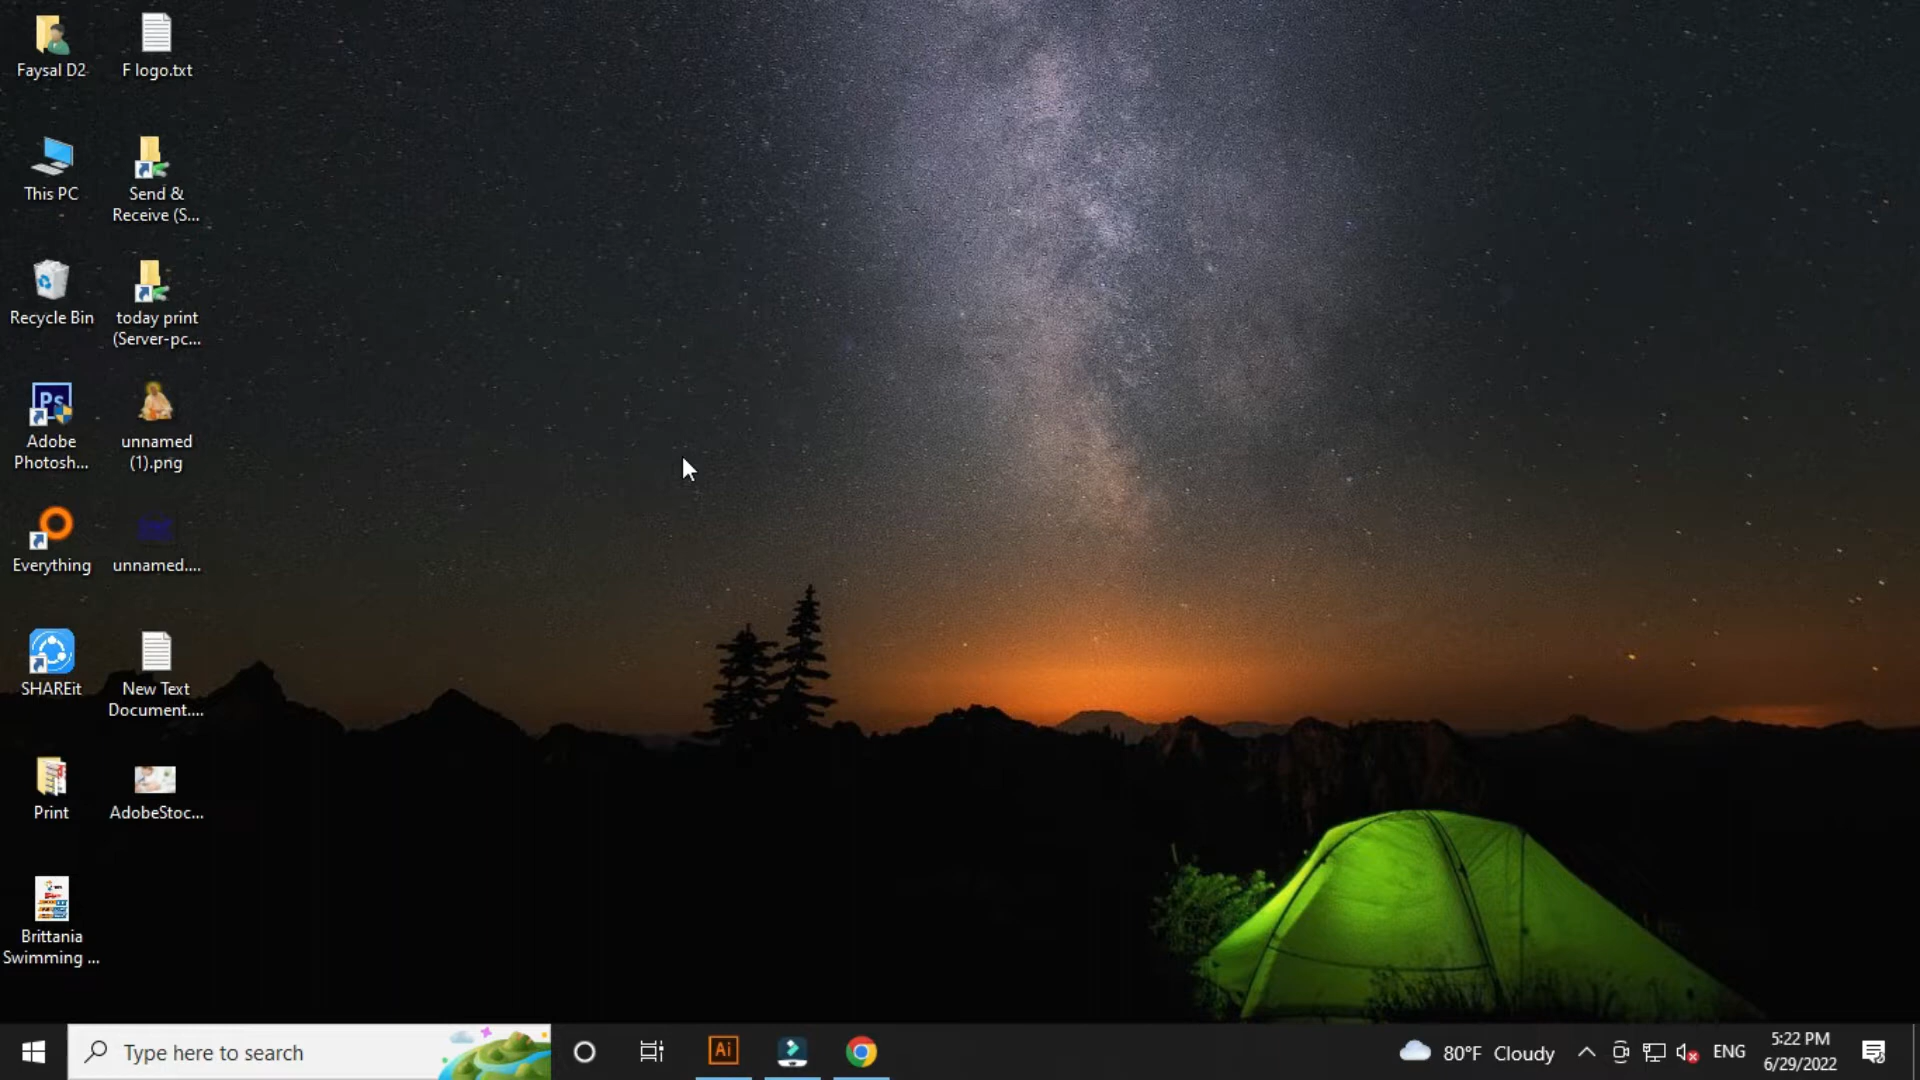 Faysal D2
F logo.txt
This PC
Send &
Receive (S...
Recycle Bin
today print
(Server-pc...
Ps
Adobe
Photosh...
unnamed
(1).png
Everything
unnamed....
SHAREit
New Text
Document....
Print
AdobeStoc...
Brittania
Swimming ...
Type here to search
Ai
80°F Cloudy
ENG
5:22 PM
6/29/2022